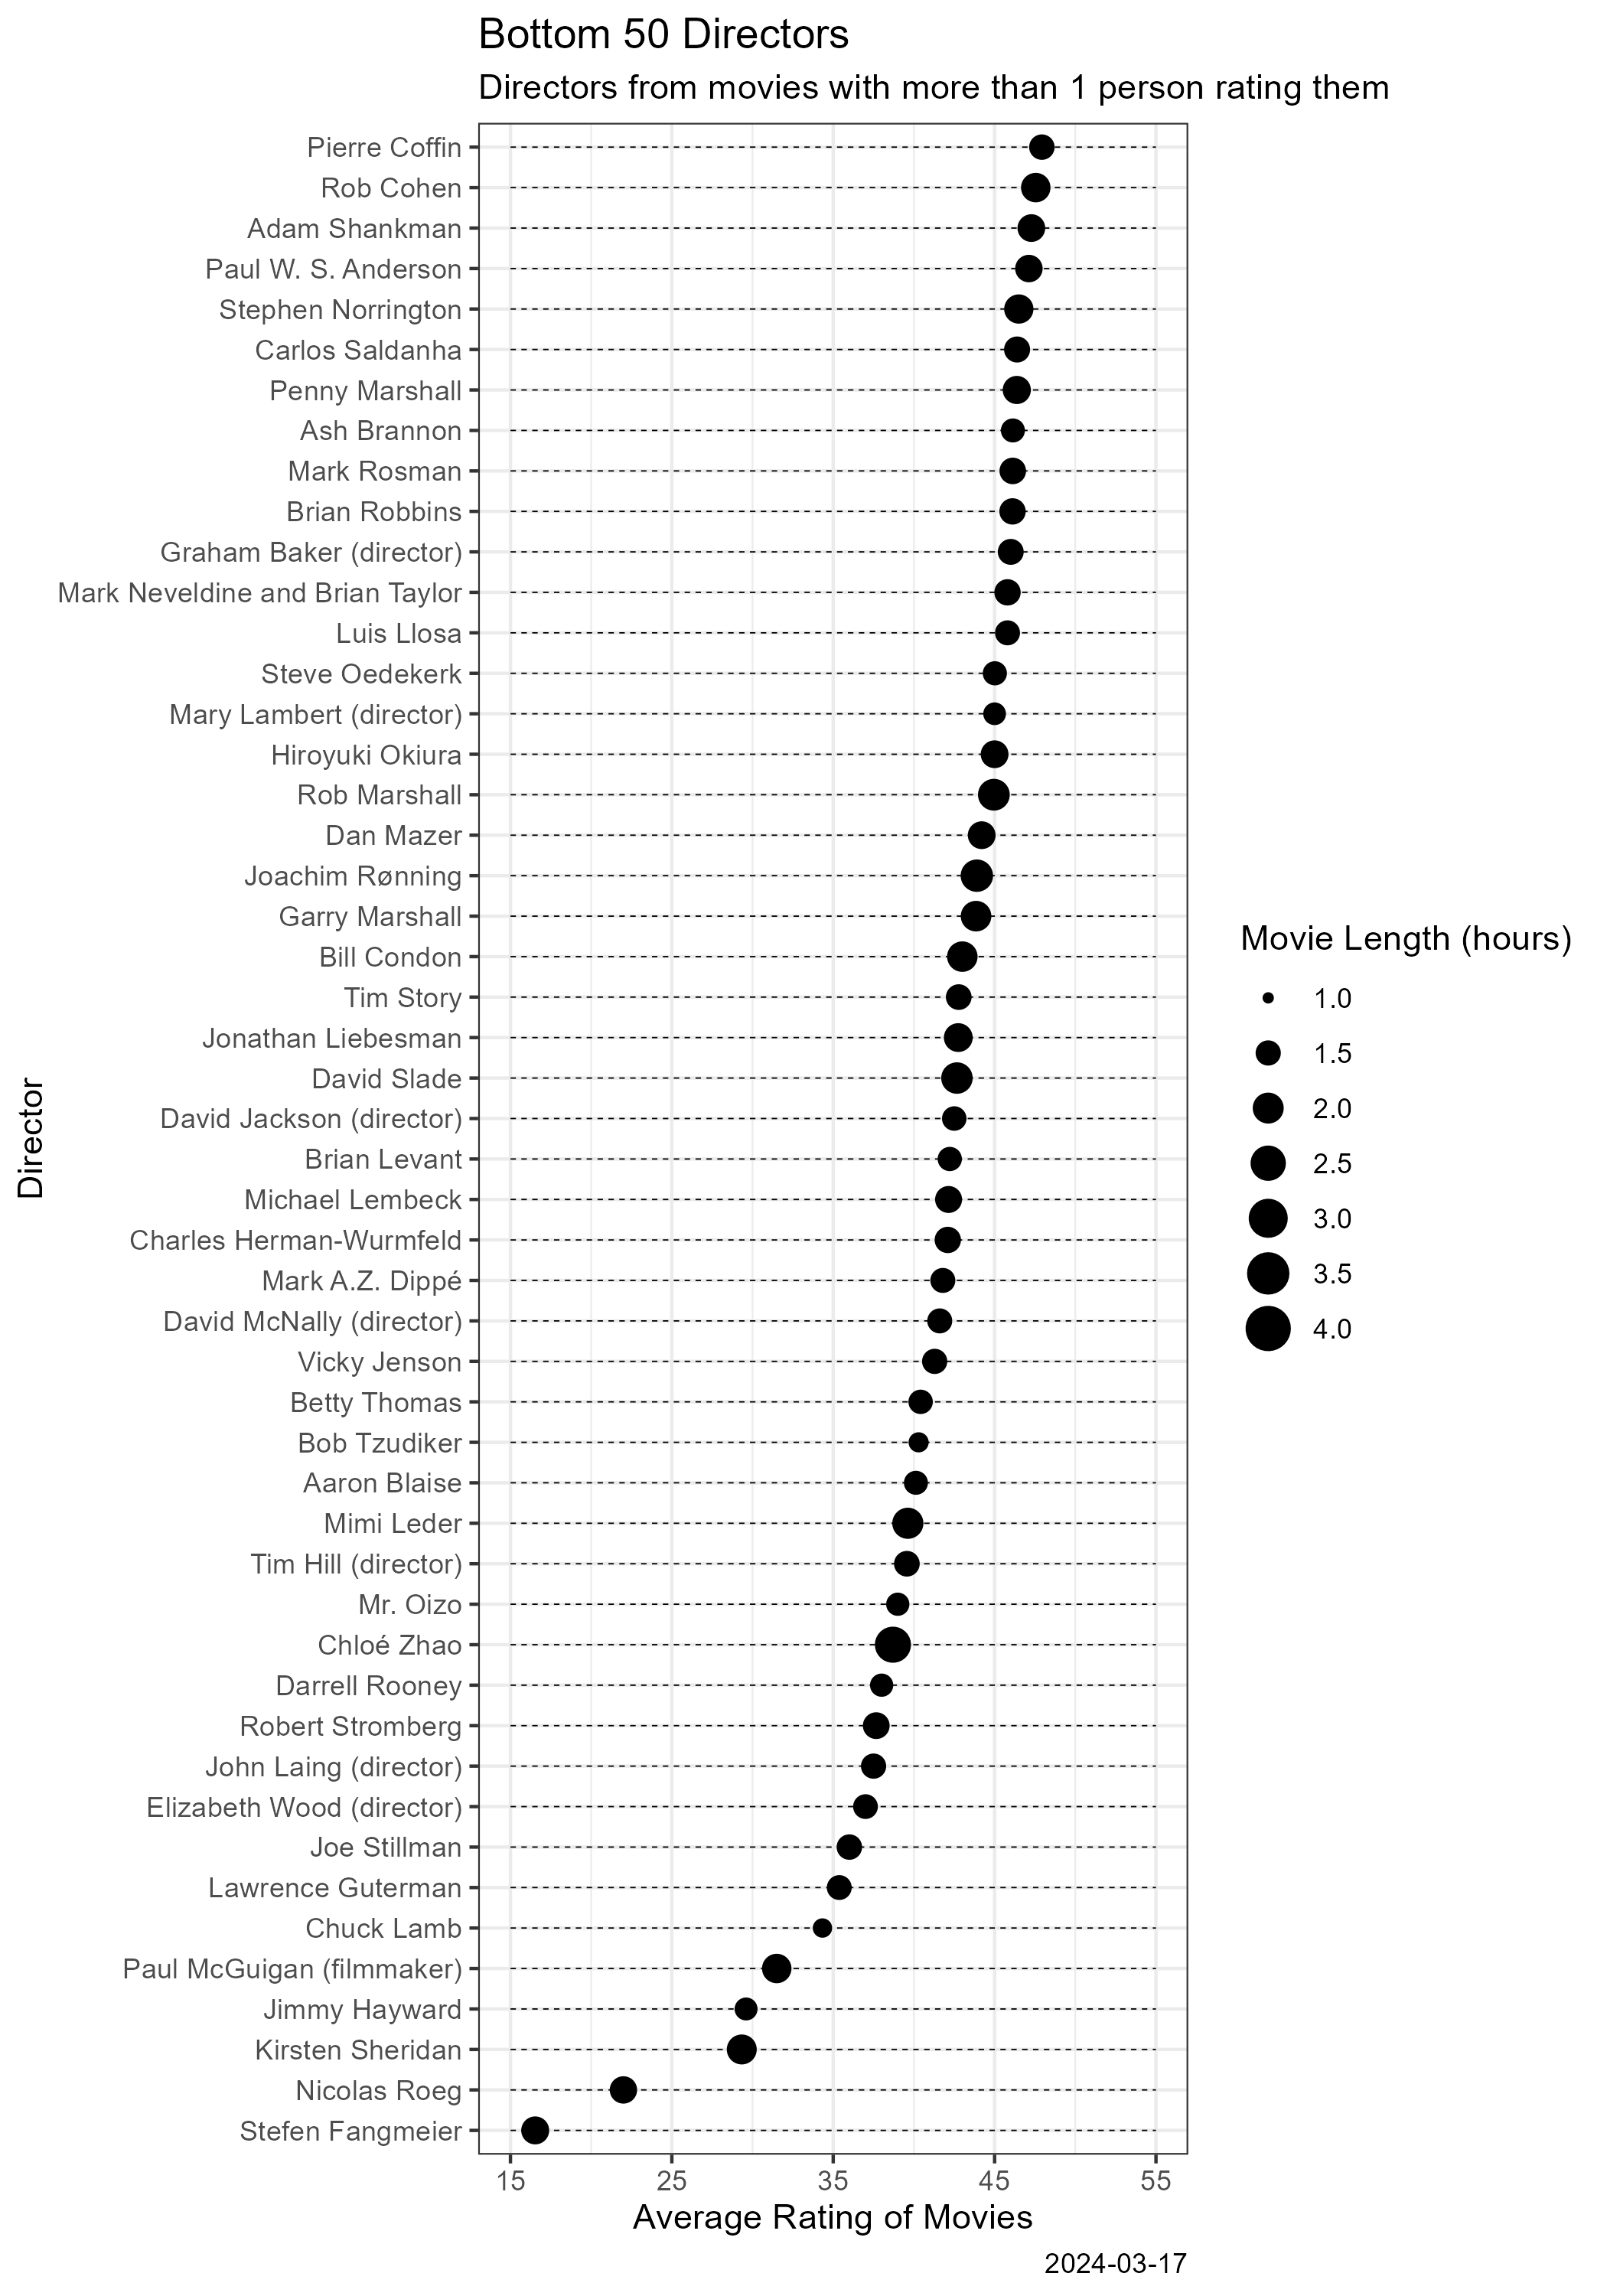 Bottom 50 Directors
Directors from movies with more than 1 person rating them
Pierre Coffin
Rob Cohen
Adam Shankman
Paul W. S. Anderson
Stephen Norrington
Carlos Saldanha
Penny Marshall
Ash Brannon
Mark Rosman
Brian Robbins
Graham Baker (director)
Mark Neveldine and Brian Taylor
Luis Llosa
Steve Oedekerk
Mary Lambert (director)
Hiroyuki Okiura
Rob Marshall
Dan Mazer
Joachim Rønning
Garry Marshall
Bill Condon
Tim Story
Jonathan Liebesman
David Slade
David Jackson (director)
Brian Levant
Michael Lembeck
Charles Herman-Wurmfeld
Mark A.Z. Dippé
David McNally (director)
Vicky Jenson
Betty Thomas
Bob Tzudiker
Aaron Blaise
Mimi Leder
Tim Hill (director)
Mr. Oizo
Chloé Zhao
Darrell Rooney
Robert Stromberg
John Laing (director)
Elizabeth Wood (director)
Joe Stillman
Lawrence Guterman
Chuck Lamb
Paul McGuigan (filmmaker)
Jimmy Hayward
Kirsten Sheridan
Nicolas Roeg
Stefen Fangmeier
Director
15 25 35 45 55
Average Rating of Movies
Movie Length (hours)
1.0
1.5
2.0
2.5
3.0
3.5
4.0
2024-03-17